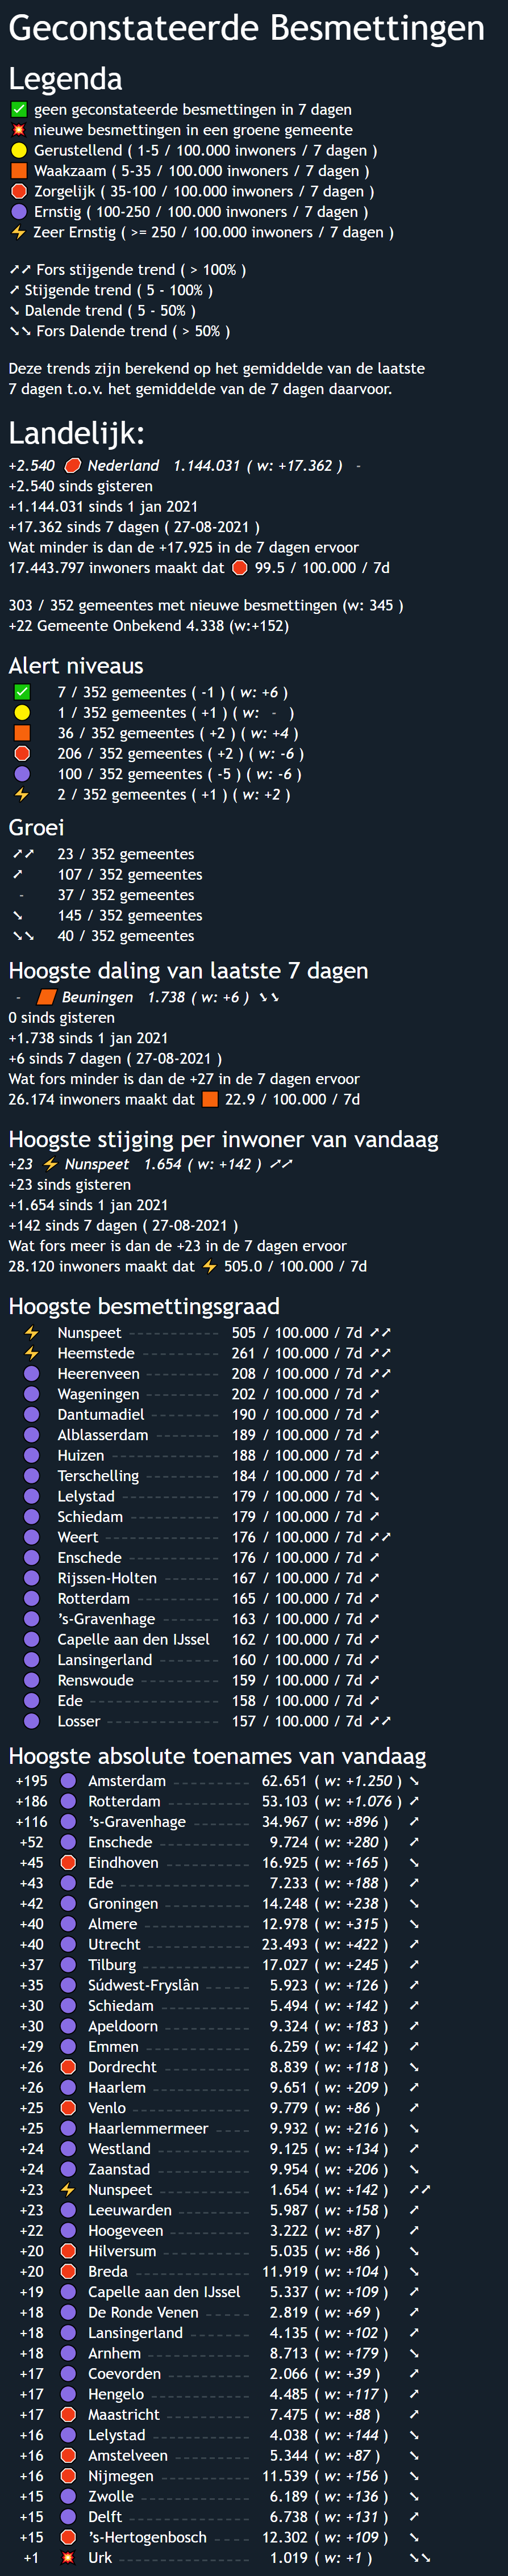 Geconstateerde Besmettingen
Legenda
✅ geen geconstateerde besmettingen in 7 dagen
💥 nieuwe besmettingen in een groene gemeente
🟡 Gerustellend ( 1-5 / 100.000 inwoners / 7 dagen )
🟧 Waakzaam ( 5-35 / 100.000 inwoners / 7 dagen )
🛑 Zorgelijk ( 35-100 / 100.000 inwoners / 7 dagen )
🟣 Ernstig ( 100-250 / 100.000 inwoners / 7 dagen )
⚡ Zeer Ernstig ( >= 250 / 100.000 inwoners / 7 dagen )
➚➚ Fors stijgende trend ( > 100% )
➚ Stijgende trend ( 5 - 100% )
➘ Dalende trend ( 5 - 50% )
➘➘ Fors Dalende trend ( > 50% )
Deze trends zijn berekend op het gemiddelde van de laatste
7 dagen t.o.v. het gemiddelde van de 7 dagen daarvoor.
Landelijk:
+2.540 🛑 Nederland 1.144.031 ( w: +17.362 ) -
+2.540 sinds gisteren
+1.144.031 sinds 1 jan 2021
+17.362 sinds 7 dagen ( 27-08-2021 )
Wat minder is dan de +17.925 in de 7 dagen ervoor
17.443.797 inwoners maakt dat 🛑 99.5 / 100.000 / 7d
303 / 352 gemeentes met nieuwe besmettingen (w: 345 )
+22 Gemeente Onbekend 4.338 (w:+152)
Alert niveaus
✅ 7 / 352 gemeentes ( -1 ) ( w: +6 )
🟡 1 / 352 gemeentes ( +1 ) ( w: - )
🟧 36 / 352 gemeentes ( +2 ) ( w: +4 )
🛑 206 / 352 gemeentes ( +2 ) ( w: -6 )
🟣 100 / 352 gemeentes ( -5 ) ( w: -6 )
⚡ 2 / 352 gemeentes ( +1 ) ( w: +2 )
Groei
➚➚ 23 / 352 gemeentes
➚ 107 / 352 gemeentes
- 37 / 352 gemeentes
➘ 145 / 352 gemeentes
➘➘ 40 / 352 gemeentes
Hoogste daling van laatste 7 dagen
- 🟧 Beuningen 1.738 ( w: +6 ) ➘➘
0 sinds gisteren
+1.738 sinds 1 jan 2021
+6 sinds 7 dagen ( 27-08-2021 )
Wat fors minder is dan de +27 in de 7 dagen ervoor
26.174 inwoners maakt dat 🟧 22.9 / 100.000 / 7d
Hoogste stijging per inwoner van vandaag
+23 ⚡ Nunspeet 1.654 ( w: +142 ) ➚➚
+23 sinds gisteren
+1.654 sinds 1 jan 2021
+142 sinds 7 dagen ( 27-08-2021 )
Wat fors meer is dan de +23 in de 7 dagen ervoor
28.120 inwoners maakt dat ⚡ 505.0 / 100.000 / 7d
Hoogste besmettingsgraad
⚡ Nunspeet --------- 505 / 100.000 / 7d ➚➚
⚡ Heemstede -------- 261 / 100.000 / 7d ➚➚
🟣 Heerenveen ------- 208 / 100.000 / 7d ➚➚
🟣 Wageningen ------- 202 / 100.000 / 7d ➚
🟣 Dantumadiel ------ 190 / 100.000 / 7d ➚
🟣 Alblasserdam ------ 189 / 100.000 / 7d ➚
🟣 Huizen ---------- 188 / 100.000 / 7d ➚
🟣 Terschelling ------- 184 / 100.000 / 7d ➚
🟣 Lelystad --------- 179 / 100.000 / 7d ➘
🟣 Schiedam -------- 179 / 100.000 / 7d ➚
🟣 Weert ----------- 176 / 100.000 / 7d ➚➚
🟣 Enschede -------- 176 / 100.000 / 7d ➚
🟣 Rijssen-Holten ----- 167 / 100.000 / 7d ➚
🟣 Rotterdam -------- 165 / 100.000 / 7d ➚
🟣 's-Gravenhage ----- 163 / 100.000 / 7d ➚
🟣 Capelle aan den IJssel 162 / 100.000 / 7d ➚
🟣 Lansingerland ------ 160 / 100.000 / 7d ➚
🟣 Renswoude ------- 159 / 100.000 / 7d ➚
🟣 Ede ------------ 158 / 100.000 / 7d ➚
🟣 Losser ---------- 157 / 100.000 / 7d ➚➚
Hoogste absolute toenames van vandaag
+195 🟣 Amsterdam -------- 62.651 ( w: +1.250 ) ➘
+186 🟣 Rotterdam -------- 53.103 ( w: +1.076 ) ➚
+116 🟣 's-Gravenhage ------ 34.967 ( w: +896 ) ➚
+52 🟣 Enschede --------- 9.724 ( w: +280 ) ➚
+45 🛑 Eindhoven --------- 16.925 ( w: +165 ) ➘
+43 🟣 Ede ------------- 7.233 ( w: +188 ) ➚
+42 🟣 Groningen --------- 14.248 ( w: +238 ) ➘
+40 🟣 Almere ----------- 12.978 ( w: +315 ) ➘
+40 🟣 Utrecht ----------- 23.493 ( w: +422 ) ➚
+37 🟣 Tilburg ----------- 17.027 ( w: +245 ) ➚
+35 🟣 Súdwest-Fryslân ----- 5.923 ( w: +126 ) ➚
+30 🟣 Schiedam --------- 5.494 ( w: +142 ) ➚
+30 🟣 Apeldoorn --------- 9.324 ( w: +183 ) ➚
+29 🟣 Emmen ----------- 6.259 ( w: +142 ) ➚
+26 🛑 Dordrecht --------- 8.839 ( w: +118 ) ➘
+26 🟣 Haarlem ---------- 9.651 ( w: +209 ) ➚
+25 🛑 Venlo ------------ 9.779 ( w: +86 ) ➚
+25 🟣 Haarlemmermeer ---- 9.932 ( w: +216 ) ➘
+24 🟣 Westland ---------- 9.125 ( w: +134 ) ➚
+24 🟣 Zaanstad ---------- 9.954 ( w: +206 ) ➘
+23 ⚡ Nunspeet ---------- 1.654 ( w: +142 ) ➚➚
+23 🟣 Leeuwarden -------- 5.987 ( w: +158 ) ➚
+22 🟣 Hoogeveen --------- 3.222 ( w: +87 ) ➚
+20 🛑 Hilversum --------- 5.035 ( w: +86 ) ➘
+20 🛑 Breda ------------ 11.919 ( w: +104 ) ➘
+19 🟣 Capelle aan den IJssel 5.337 ( w: +109 ) ➚
+18 🟣 De Ronde Venen ----- 2.819 ( w: +69 ) ➚
+18 🟣 Lansingerland ------- 4.135 ( w: +102 ) ➚
+18 🟣 Arnhem ----------- 8.713 ( w: +179 ) ➘
+17 🟣 Coevorden --------- 2.066 ( w: +39 ) ➚
+17 🟣 Hengelo ----------- 4.485 ( w: +117 ) ➚
+17 🛑 Maastricht --------- 7.475 ( w: +88 ) ➚
+16 🟣 Lelystad ----------- 4.038 ( w: +144 ) ➘
+16 🛑 Amstelveen -------- 5.344 ( w: +87 ) ➘
+16 🛑 Nijmegen ---------- 11.539 ( w: +156 ) ➘
+15 🟣 Zwolle ------------ 6.189 ( w: +136 ) ➘
+15 🟣 Delft ------------- 6.738 ( w: +131 ) ➚
+15 🛑 's-Hertogenbosch ---- 12.302 ( w: +109 ) ➘
+1 💥 Urk -------------- 1.019 ( w: +1 ) ➘➘